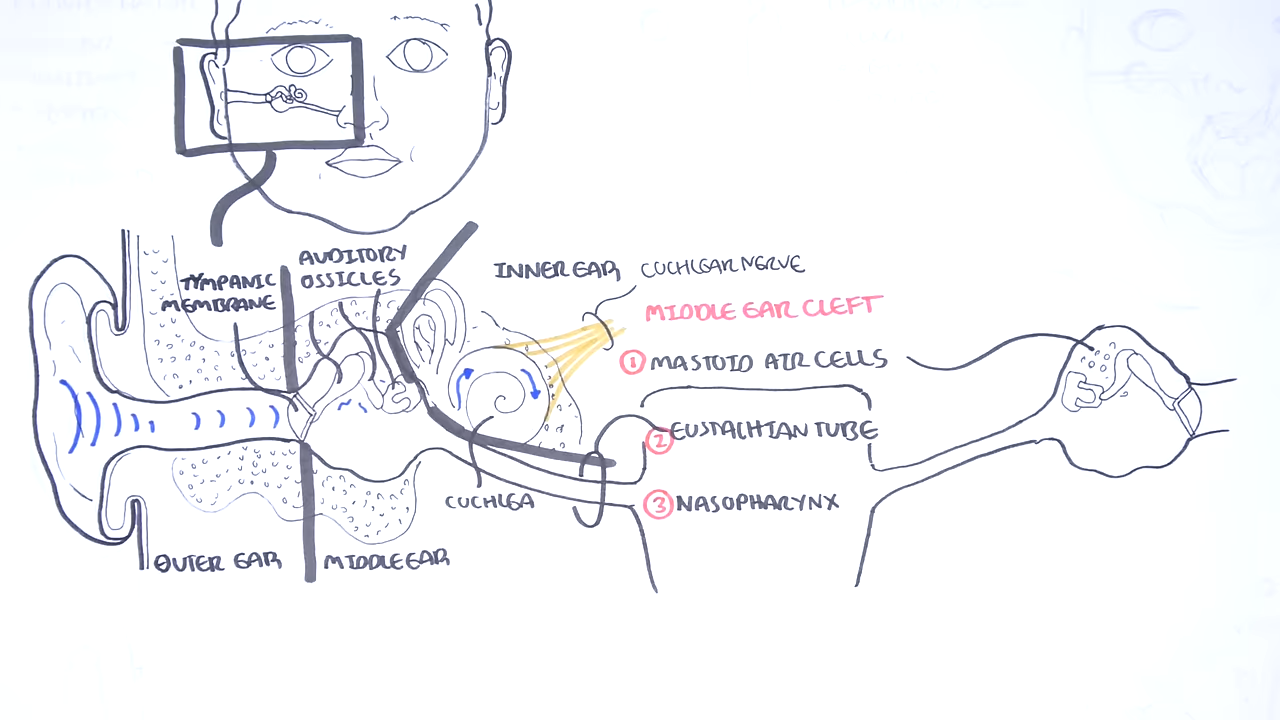 AUDITORY
OSSICLES
TYMPANIC
MEMBRANE
INNER EAR
COCHLEAR NERVE
MIDDLE EAR CLEFT
1 MASTOID AIR CELLS
2 EUSTACHIAN TUBE
3 NASOPHARYNX
COCHLEA
OUTER EAR
MIDDLE EAR